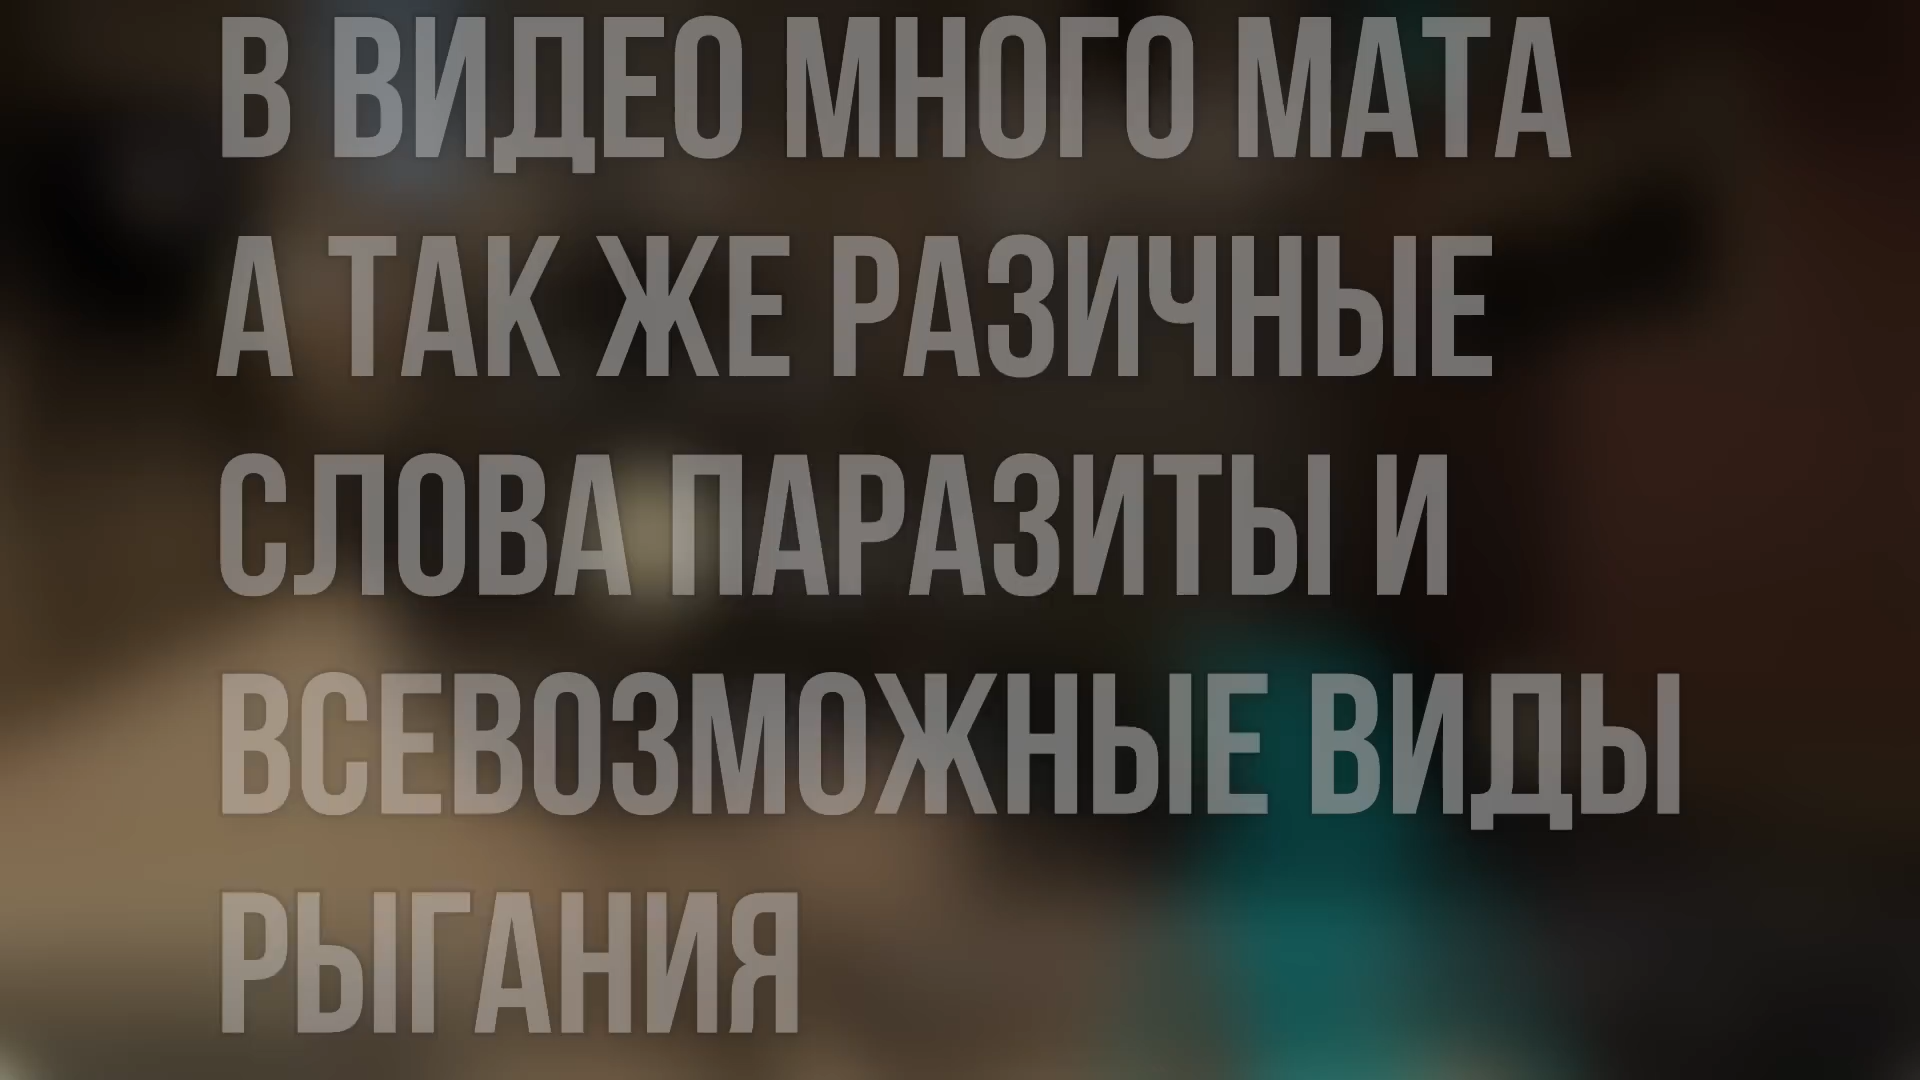 В ВИДЕО МНОГО МАТА
А ТАК ЖЕ РАЗИЧНЫЕ
СЛОВА ПАРАЗИТЫ И
ВСЕВОЗМОЖНЫЕ ВИДЫ
РЫГАНИЯ